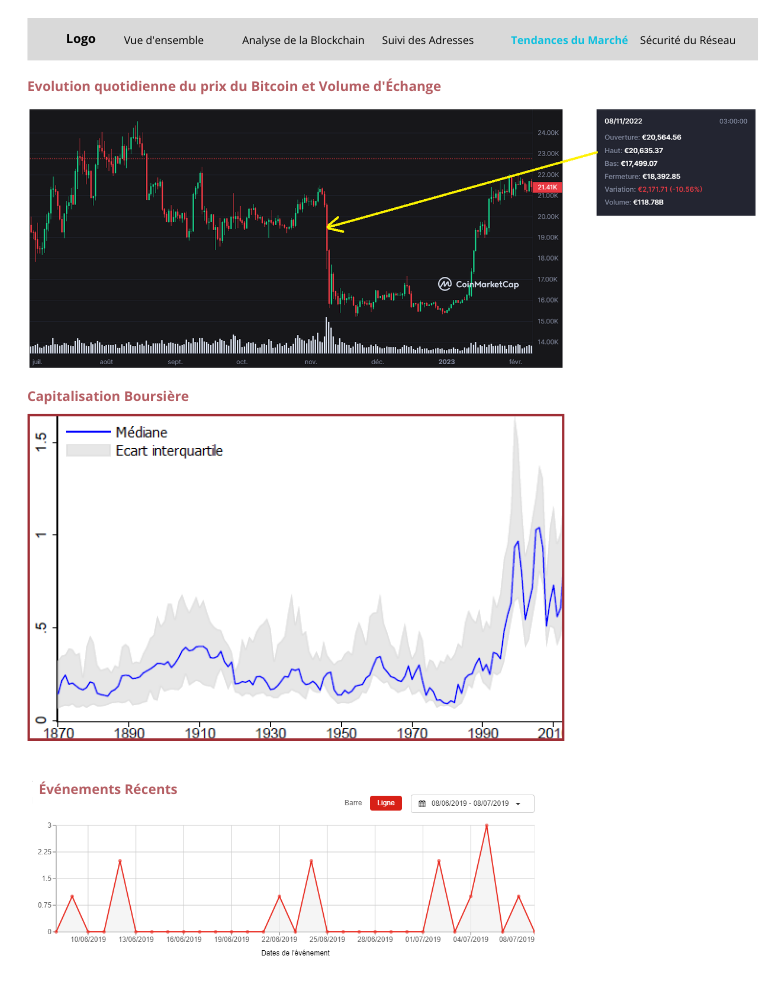 Logo
Vue d'ensemble
Analyse de la Blockchain
Suivi des Adresses
Tendances du Marché
Sécurité du Réseau
Evolution quotidienne du prix du Bitcoin et Volume d'Échange
24.00K
23.00K
22.00K
21.41K
21.00K
20.00K
19.00K
18.00K
17.00K
16.00K
15.00K
14.00K
CoinMarketCap
juil.
août
sept.
oct.
nov.
déc.
2023
févr.
08/11/2022 03:00:00
Ouverture: €20,564.56
Haut: €20,635.37
Bas: €17,499.07
Fermeture: €18,392.85
Variation: €2,171.71 (-10.56%)
Volume: €118.78B
Capitalisation Boursière
Médiane
Ecart interquartile
1.5
1
.5
0
1870 1890 1910 1930 1950 1970 1990 201
Événements Récents
Barre Ligne 08/06/2019 - 08/07/2019
3
2.25
1.5
0.75
0
10/06/2019 13/06/2019 16/06/2019 19/06/2019 22/06/2019 25/06/2019 28/06/2019 01/07/2019 04/07/2019 08/07/2019
Dates de l'évènement